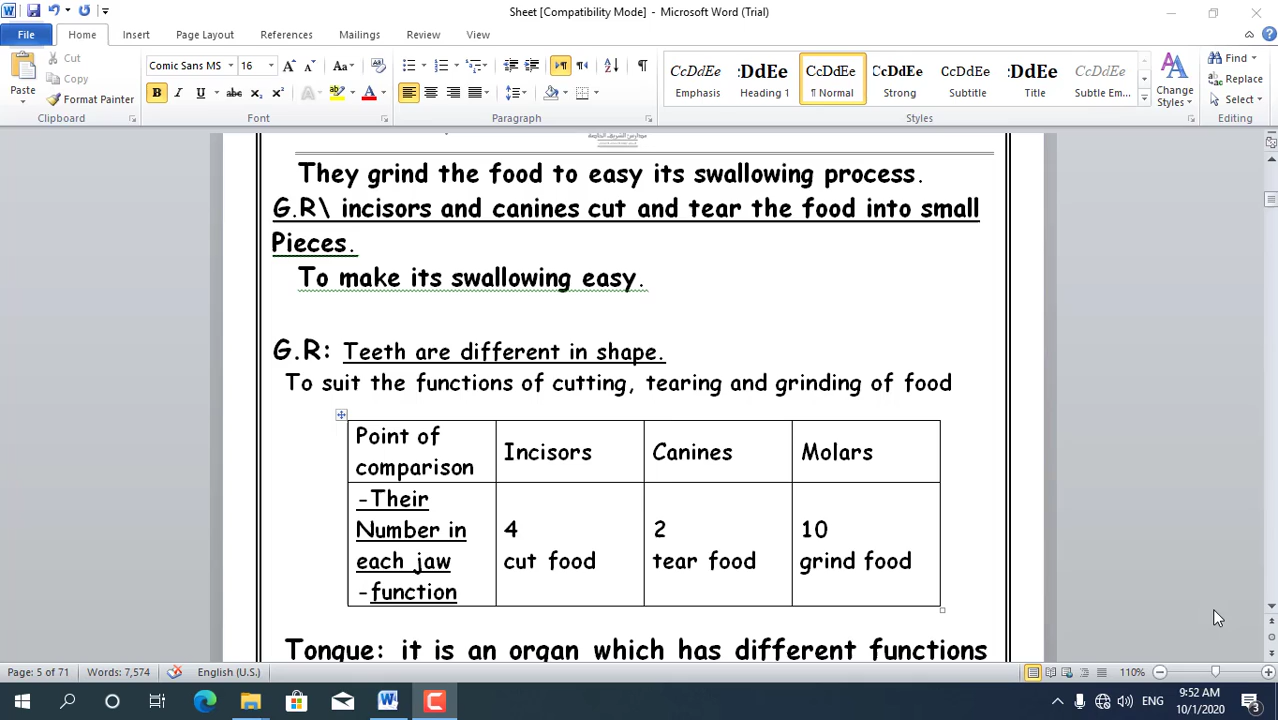 Sheet [Compatibility Mode] - Microsoft Word (Trial)
File Home Insert Page Layout References Mailings Review View
Paste
Cut
Copy
Format Painter
Clipboard
Comic Sans MS 16
Font
Paragraph
AaBbCcDdEe
Emphasis
Heading 1
¶ Normal
Strong
Subtitle
Title
Subtle Em...
Styles
Change
Styles
Find
Replace
Select
Editing
They grind the food to easy its swallowing process.
G.R\ incisors and canines cut and tear the food into small
Pieces.
To make its swallowing easy.
G.R: Teeth are different in shape.
To suit the functions of cutting, tearing and grinding of food
Point of
comparison
Incisors
Canines
Molars
-Their
Number in
each jaw
-function
4
cut food
2
tear food
10
grind food
Tongue: it is an organ which has different functions
Page: 5 of 71 Words: 7,574 English (U.S.) 110%
ENG
9:52 AM
10/1/2020
3